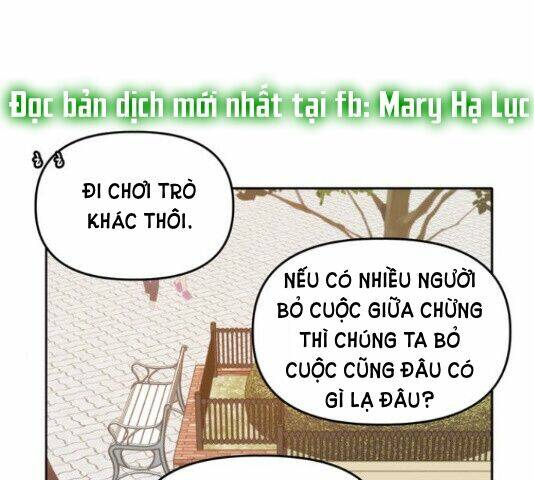 Đọc bản dịch mới nhất tại fb: Mary Hạ Lục
ĐI CHƠI TRÒ
KHÁC THÔI.
NẾU CÓ NHIỀU NGƯỜI
BỎ CUỘC GIỮA CHỪNG
THÌ CHÚNG TA BỎ
CUỘC CŨNG ĐÂU CÓ
GÌ LẠ ĐÂU?